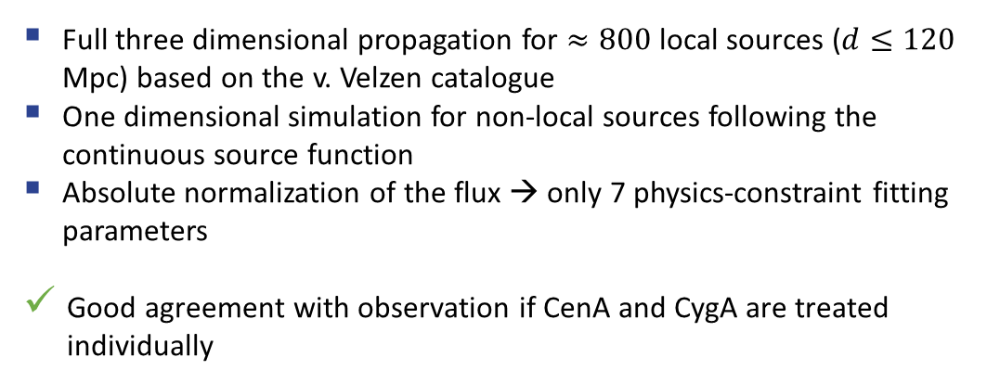 ▪ Full three dimensional propagation for ≈ 800 local sources (d ≤ 120
Mpc) based on the v. Velzen catalogue
▪ One dimensional simulation for non-local sources following the
continuous source function
▪ Absolute normalization of the flux → only 7 physics-constraint fitting
parameters
✓ Good agreement with observation if CenA and CygA are treated
individually